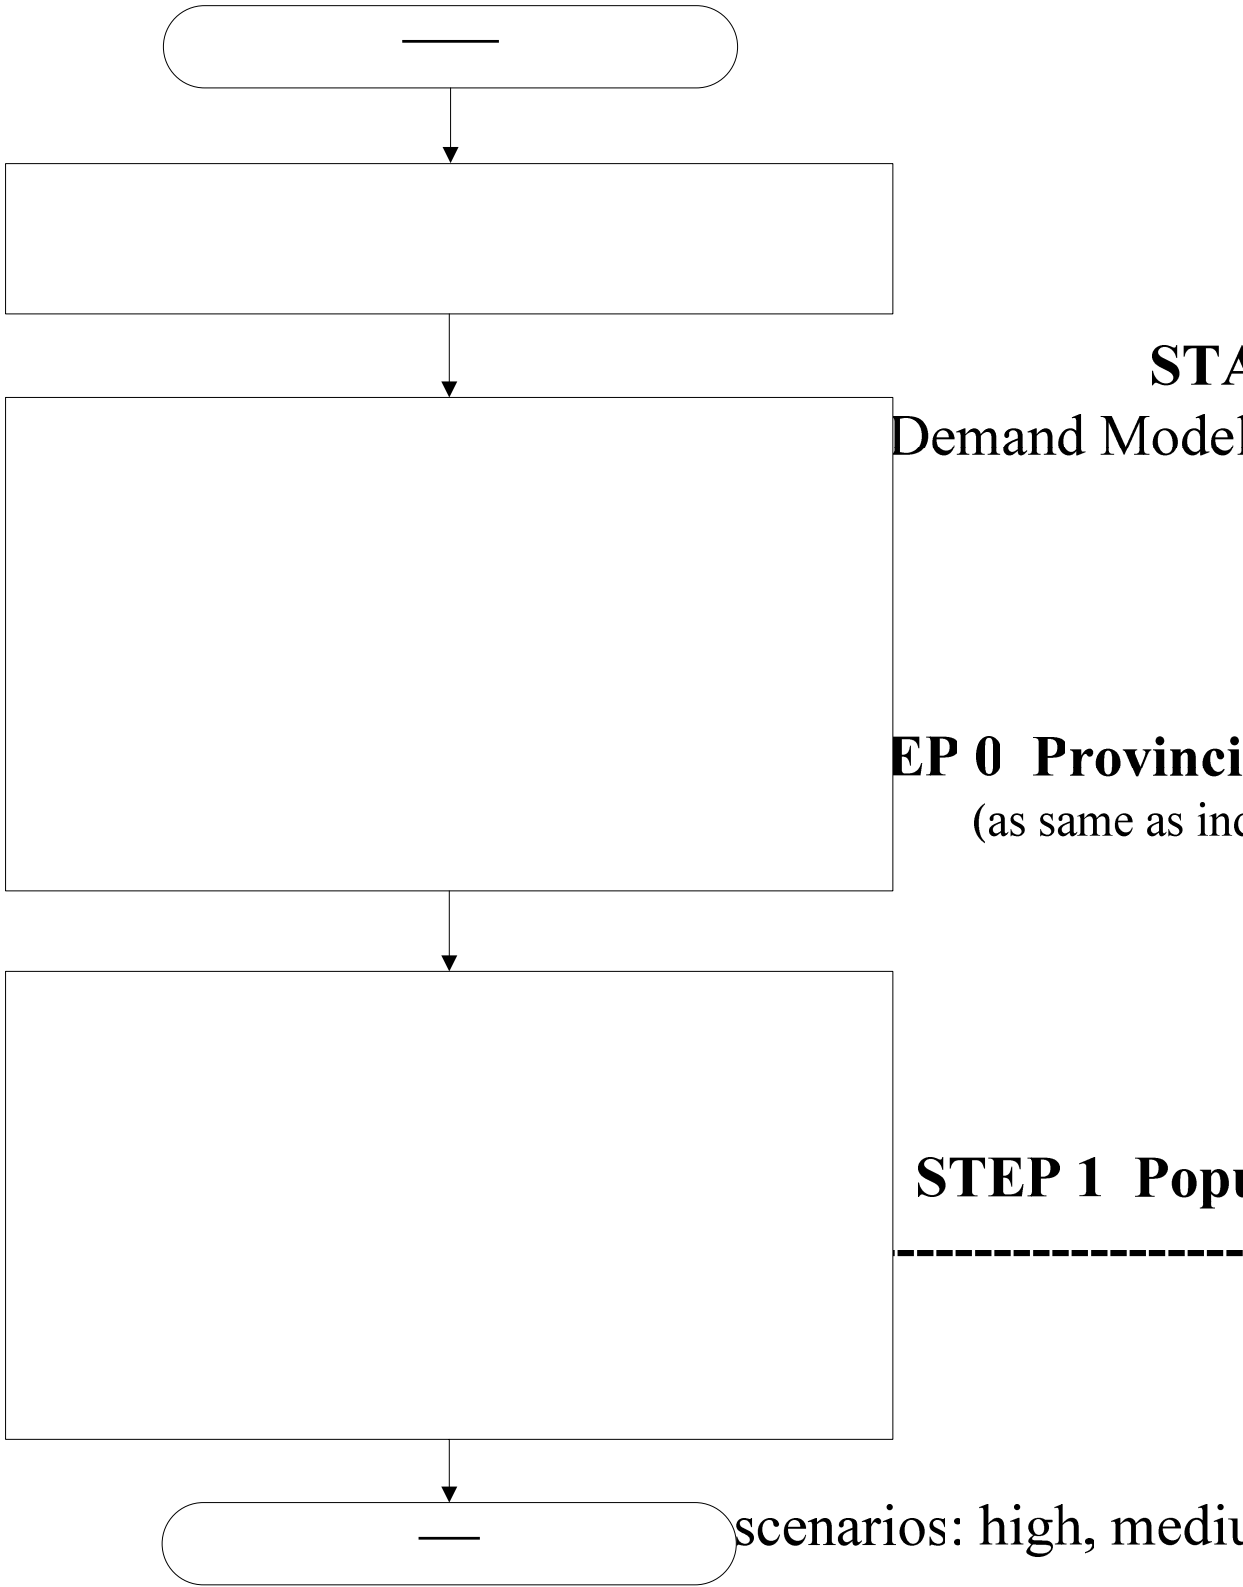 STA
Demand Model
EP 0 Provinci
(as same as inc
STEP 1 Popu
scenarios: high, mediu